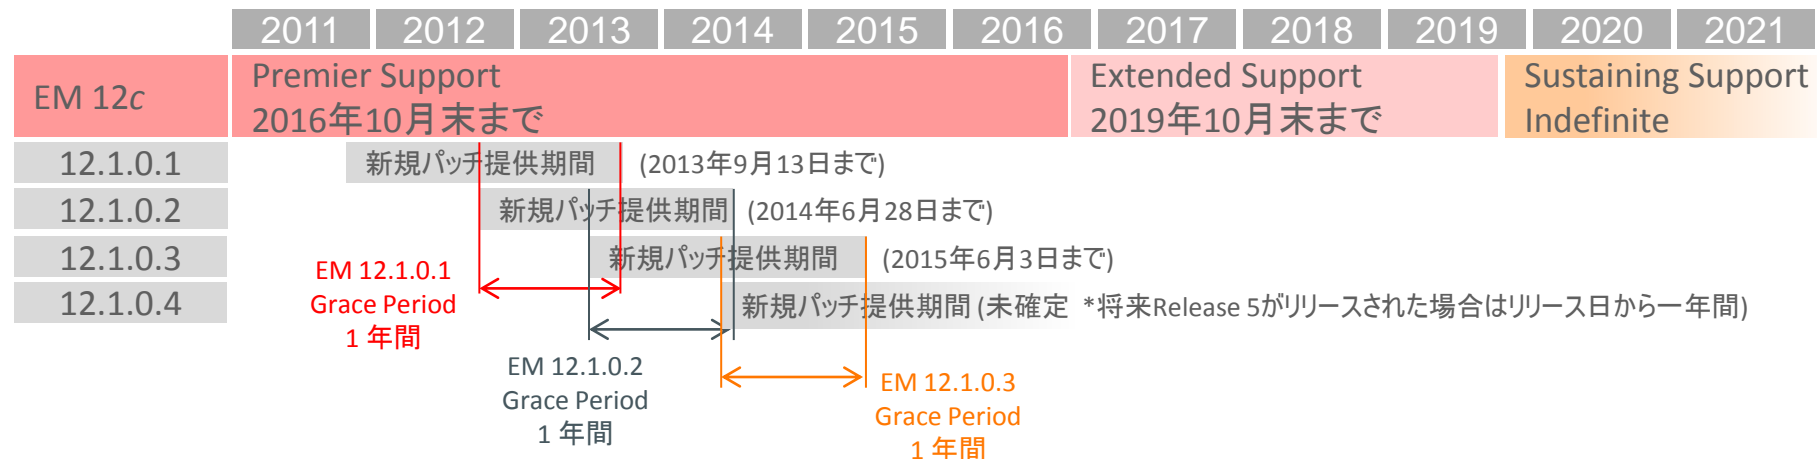 2011 2012 2013 2014 2015 2016 2017 2018 2019 2020 2021
EM 12c
Premier Support
2016年10月末まで
Extended Support
2019年10月末まで
Sustaining Support
Indefinite
12.1.0.1 新規パッチ提供期間 (2013年9月13日まで)
12.1.0.2 新規パッチ提供期間 (2014年6月28日まで)
12.1.0.3 新規パッチ提供期間 (2015年6月3日まで)
12.1.0.4 新規パッチ提供期間 (未確定 *将来Release 5がリリースされた場合はリリース日から一年間)
EM 12.1.0.1
Grace Period
1 年間
EM 12.1.0.2
Grace Period
1 年間
EM 12.1.0.3
Grace Period
1 年間